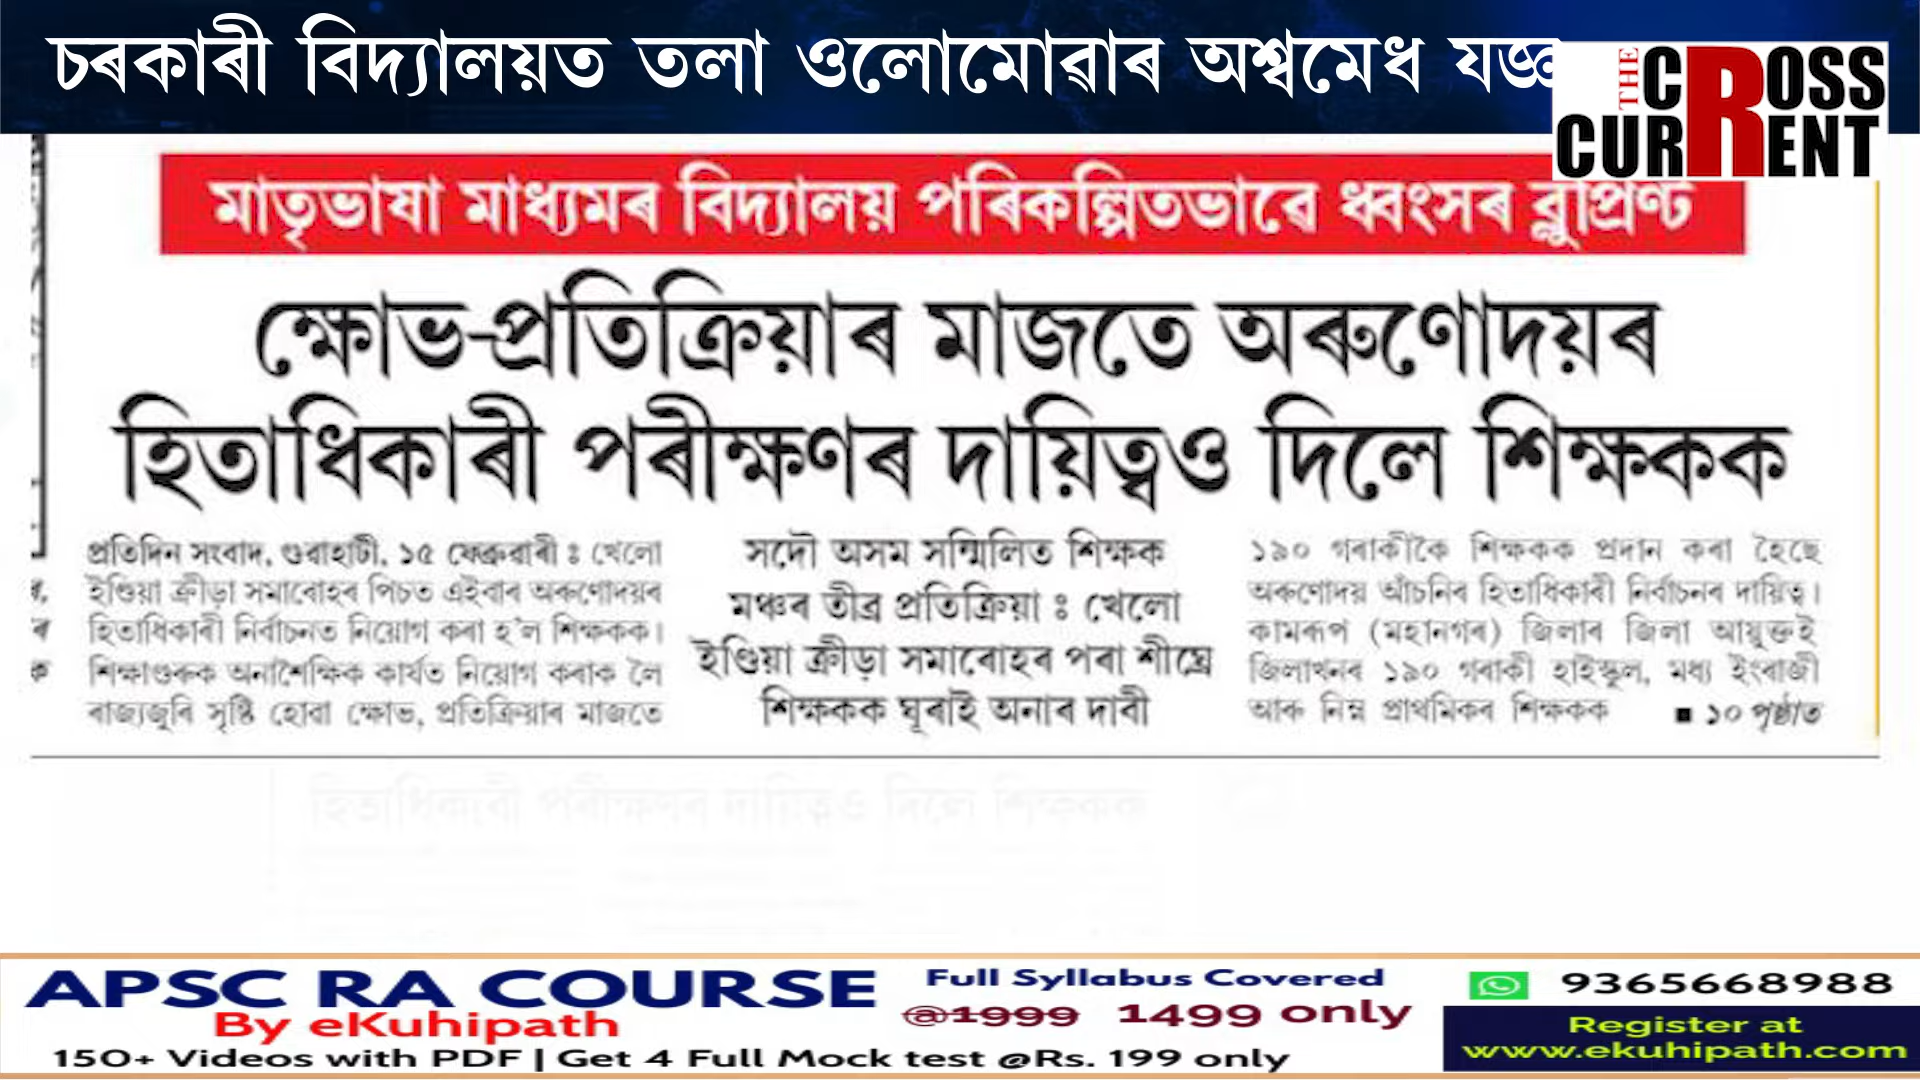 চৰকাৰী বিদ্যালয়ত তলা ওলোমোৱাৰ অশ্বমেধ যজ্ঞ
THE CROSS
CURRENT
মাতৃভাষা মাধ্যমৰ বিদ্যালয় পৰিকল্পিতভাৱে ধ্বংসৰ ব্লুপ্ৰিণ্ট
ক্ষোভ-প্ৰতিক্ৰিয়াৰ মাজতে অৰুণোদয়ৰ
হিতাধিকাৰী পৰীক্ষণৰ দায়িত্বও দিলে শিক্ষকক
প্ৰতিদিন সংবাদ, গুৱাহাটী, ১৫ ফেব্ৰুৱাৰী ঃ খেলো
ইণ্ডিয়া ক্ৰীড়া সমাৰোহৰ পিচত এইবাৰ অৰুণোদয়ৰ
হিতাধিকাৰী নিৰ্বাচনত নিয়োগ কৰা হ'ল শিক্ষকক।
শিক্ষাগুৰুক অনাশৈক্ষিক কাৰ্যত নিয়োগ কৰাক লৈ
ৰাজ্যজুৰি সৃষ্টি হোৱা ক্ষোভ, প্ৰতিক্ৰিয়াৰ মাজতে
সদৌ অসম সন্মিলিত শিক্ষক
মঞ্চৰ তীব্ৰ প্ৰতিক্ৰিয়া ঃ খেলো
ইণ্ডিয়া ক্ৰীড়া সমাৰোহৰ পৰা শীঘ্ৰে
শিক্ষকক ঘূৰাই অনাৰ দাবী
১৯০ গৰাকীকৈ শিক্ষকক প্ৰদান কৰা হৈছে
অৰুণোদয় আঁচনিৰ হিতাধিকাৰী নিৰ্বাচনৰ দায়িত্ব।
কামৰূপ (মহানগৰ) জিলাৰ জিলা আয়ুক্তই
জিলাখনৰ ১৯০ গৰাকী হাইস্কুল, মধ্য ইংৰাজী
আৰু নিম্ন প্ৰাথমিকৰ শিক্ষকক ■ ১০ পৃষ্ঠাত
হিতাধিকাৰী পৰীক্ষণৰ দায়িত্বও দিলে শিক্ষকক
APSC RA COURSE
By eKuhipath
150+ Videos with PDF | Get 4 Full Mock test @Rs. 199 only
Full Syllabus Covered
@1999 1499 only
9365668988
Register at
www.ekuhipath.com